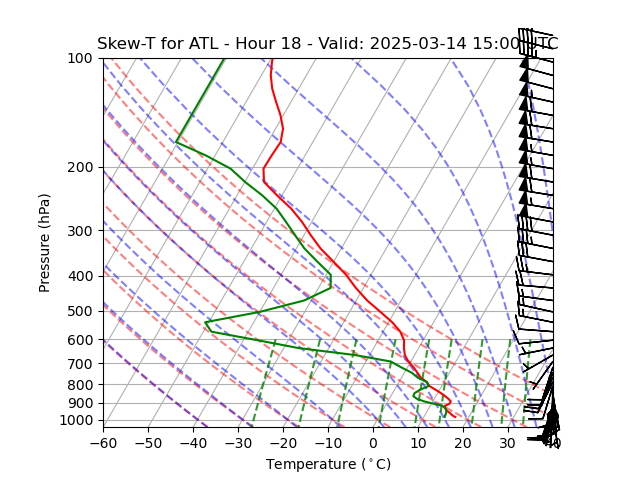 Skew-T for ATL - Hour 18 - Valid: 2025-03-14 15:00 UTC
100
200
300
400
500
600
700
800
900
1000
Pressure (hPa)
−60 −50 −40 −30 −20 −10 0 10 20 30 40
Temperature (°C)